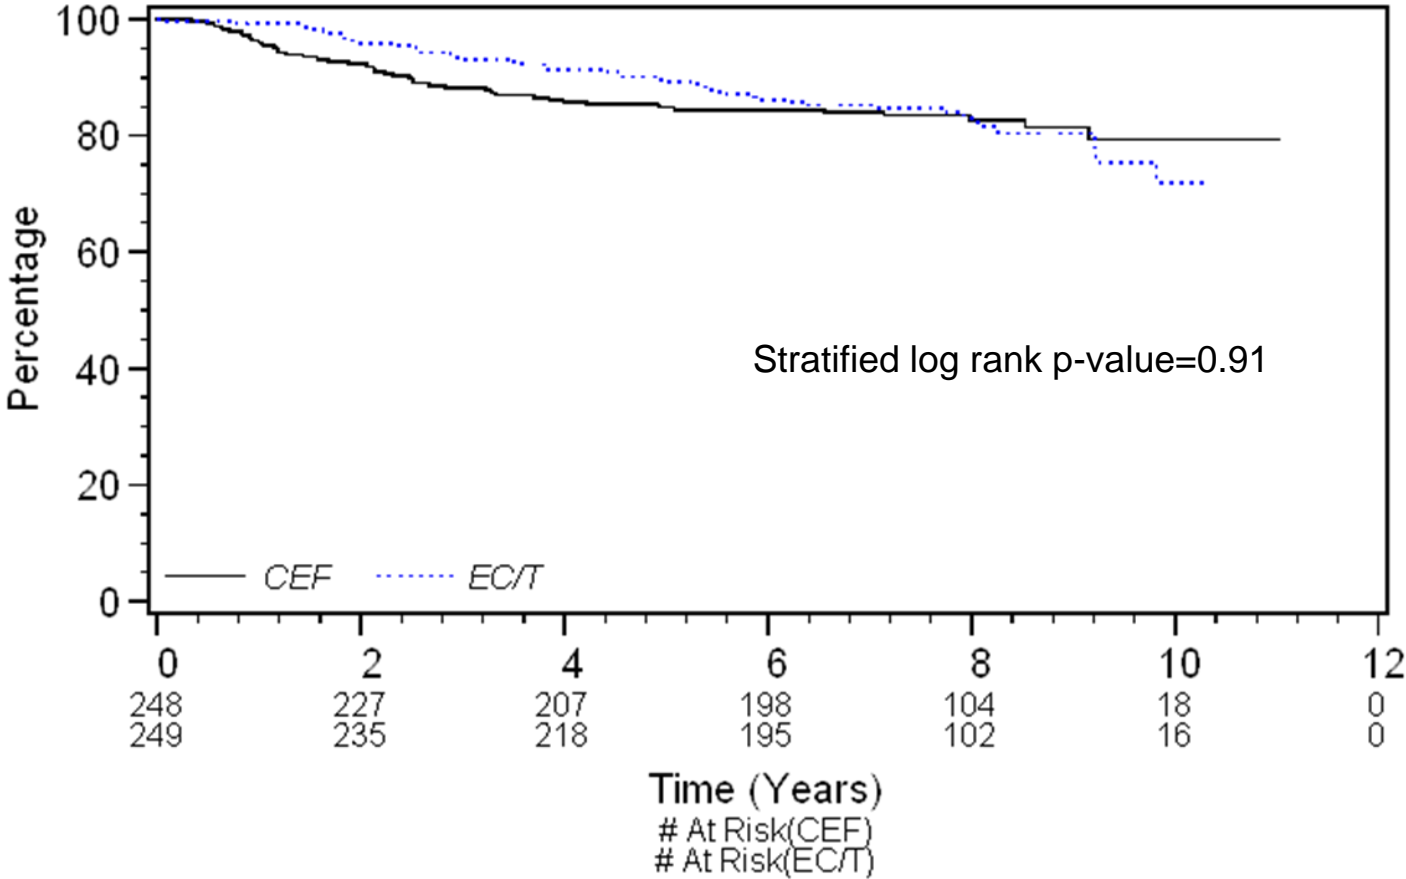 100
80
60
40
20
0
Percentage
Stratified log rank p-value=0.91
CEF EC/T
0 2 4 6 8 10 12
248 227 207 198 104 18 0
249 235 218 195 102 16 0
Time (Years)
# At Risk(CEF)
# At Risk(EC/T)